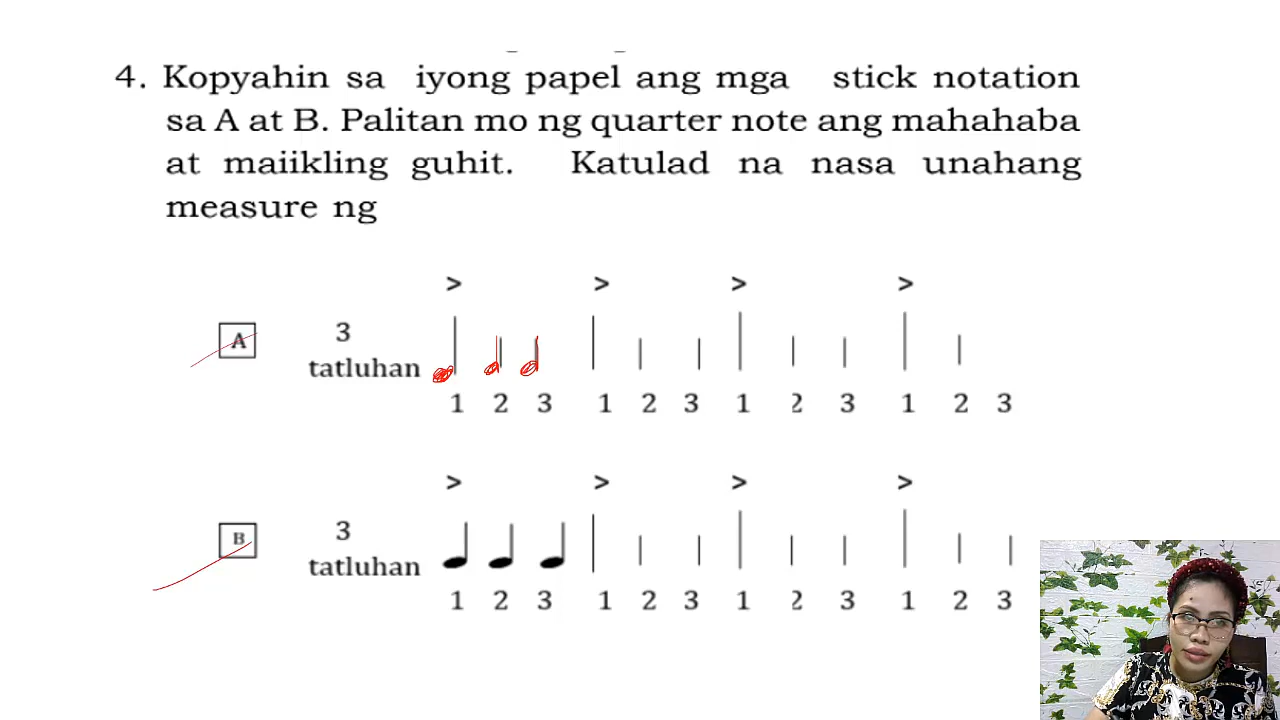 4. Kopyahin sa iyong papel ang mga stick notation
sa A at B. Palitan mo ng quarter note ang mahahaba
at maiikling guhit. Katulad na nasa unahang
measure ng
> > > >
A 3
tatluhan
1 2 3 1 2 3 1 2 3 1 2 3
> > > >
B 3
tatluhan
1 2 3 1 2 3 1 2 3 1 2 3